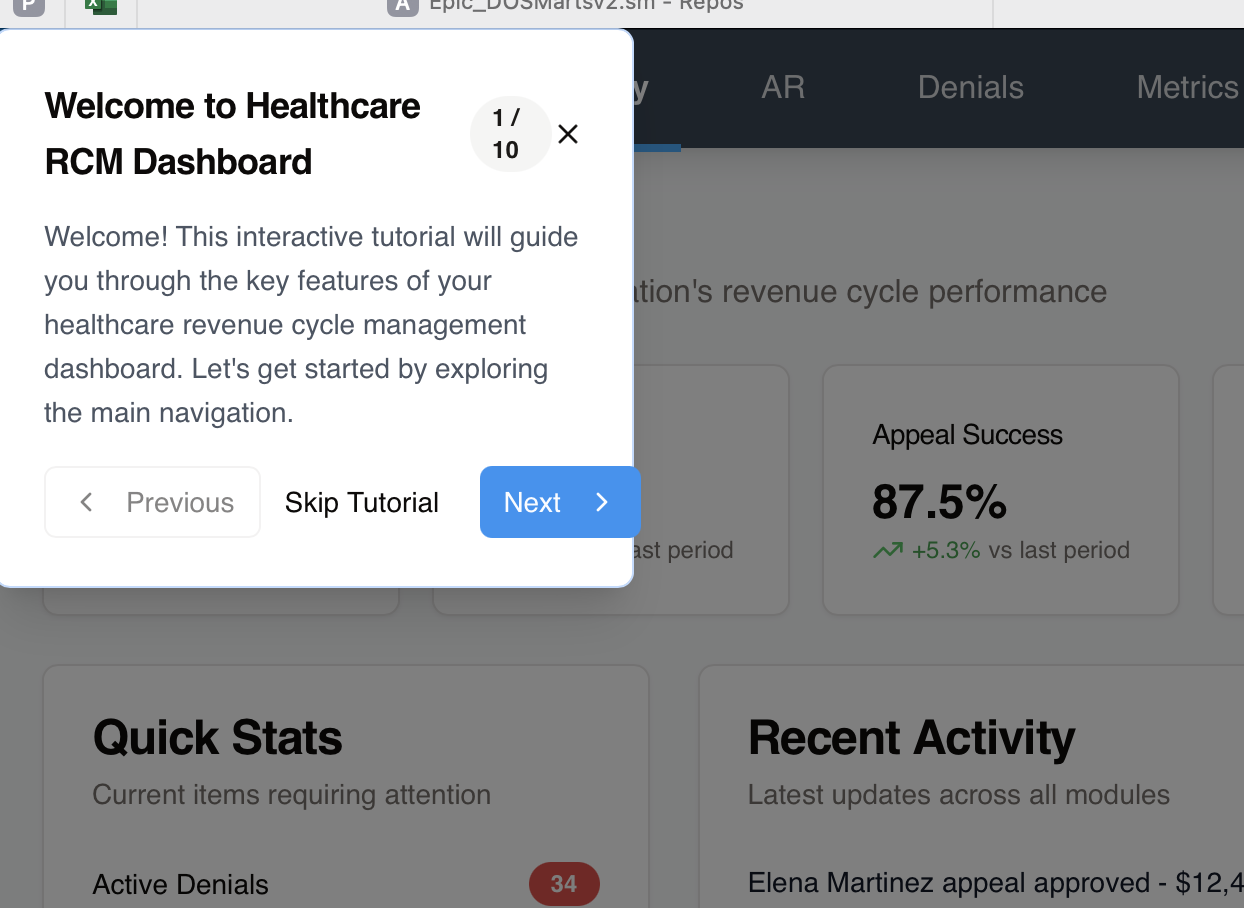 P
A Epic_DOSMartsv2.sm - Repos
Welcome to Healthcare
RCM Dashboard
1 /
10
Welcome! This interactive tutorial will guide
you through the key features of your
healthcare revenue cycle management
dashboard. Let's get started by exploring
the main navigation.
Previous
Skip Tutorial
Next
y
AR
Denials
Metrics
ation's revenue cycle performance
ast period
Appeal Success
87.5%
+5.3% vs last period
Quick Stats
Current items requiring attention
Active Denials
34
Recent Activity
Latest updates across all modules
Elena Martinez appeal approved - $12,4